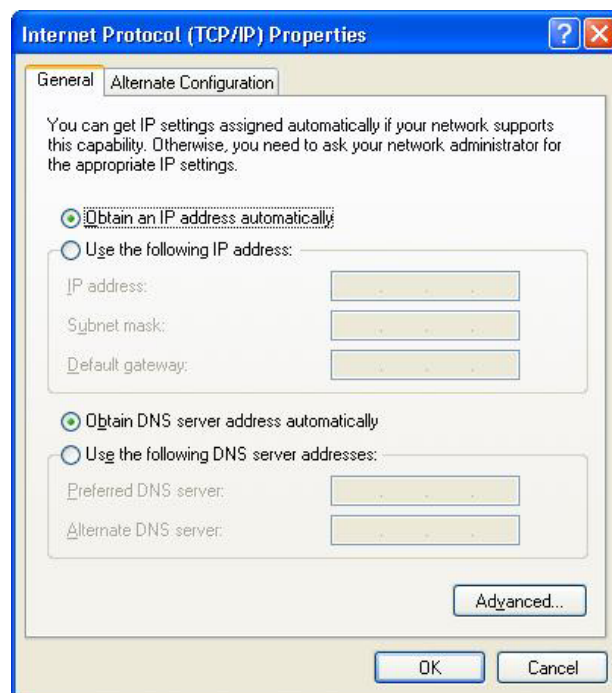 Internet Protocol (TCP/IP) Properties
General
Alternate Configuration
You can get IP settings assigned automatically if your network supports
this capability. Otherwise, you need to ask your network administrator for
the appropriate IP settings.
Obtain an IP address automatically
Use the following IP address:
IP address:
Subnet mask:
Default gateway:
Obtain DNS server address automatically
Use the following DNS server addresses:
Preferred DNS server:
Alternate DNS server:
Advanced...
OK
Cancel